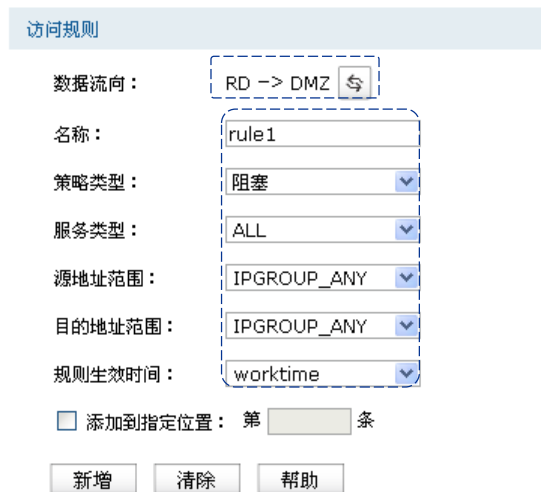 访问规则
数据流向： RD -> DMZ
名称： rule1
策略类型： 阻塞
服务类型： ALL
源地址范围： IPGROUP_ANY
目的地址范围： IPGROUP_ANY
规则生效时间： worktime
添加到指定位置： 第 条
新增 清除 帮助